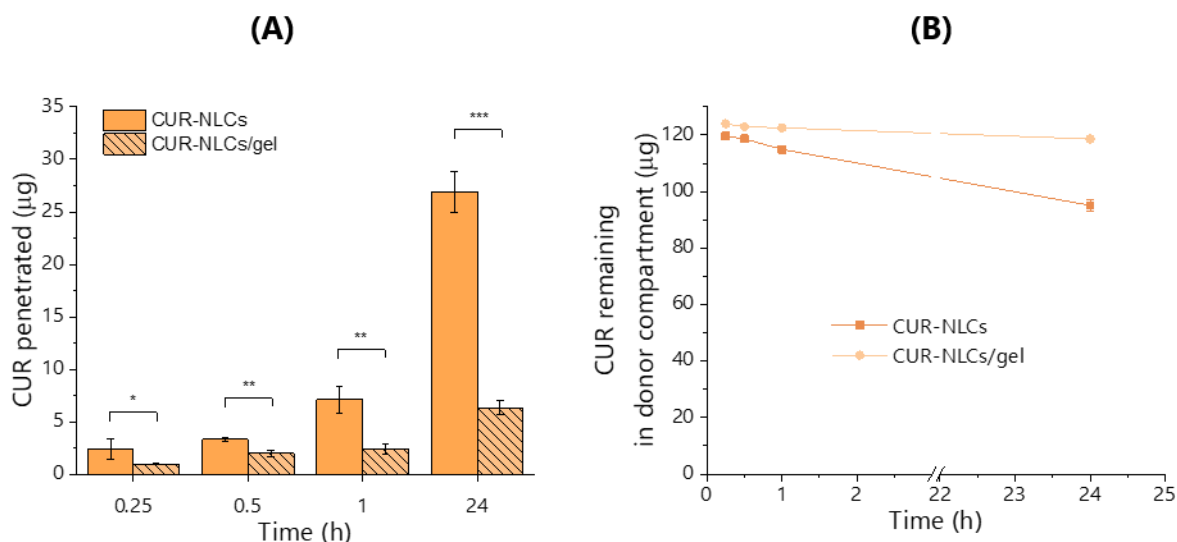 (A)
CUR-NLCs
CUR-NLCs/gel
CUR penetrated (µg)
35
30
25
20
15
10
5
0
*
**
**
***
0.25 0.5 1 24
Time (h)
(B)
CUR remaining
in donor compartment (µg)
120
100
80
60
40
20
0
CUR-NLCs
CUR-NLCs/gel
0 1 2 22 23 24 25
Time (h)